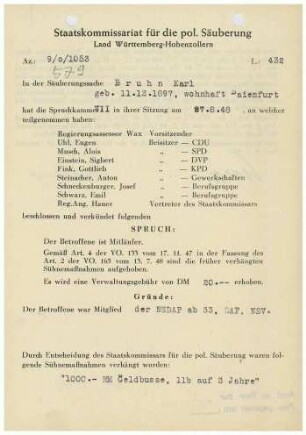 Staatskommissariat für die pol. Säuberung
Land Württemberg-Hohenzollern
Az: 9/o/1053 L: 432
579
In der Säuberungssache Bruhn Karl
geb. 11.12.1897, wohnhaft Baienfurt
hat die Spruchkammer VII in ihrer Sitzung am 27.8.48, an welcher
teilgenommen haben:
Regierungsassessor Wax Vorsitzender
Uhl, Eugen Beisitzer — CDU
Musch, Alois „ — SPD
Einstein, Sigbert „ — DVP
Fink, Gottlieb „ — KPD
Steinacher, Anton „ — Gewerkschaften
Schneckenburger, Josef „ — Berufsgruppe
Schwarz, Emil „ — Berufsgruppe
Reg.Ang. Hauer Vertreter des Staatskommissars
beschlossen und verkündet folgenden
SPRUCH:
Der Betroffene ist Mitläufer.
Gemäß Art. 4 der VO 133 vom 17. 11. 47 in der Fassung des
Art. 2 der VO. 165 vom 13. 7. 48 sind die früher verhängten
Sühnemaßnahmen aufgehoben.
Es wird eine Verwaltungsgebühr von DM 20.-- erhoben.
Gründe:
Der Betroffene war Mitglied der NSDAP ab 33, DAF, NSV.
Durch Entscheidung des Staatskommissars für die pol. Säuberung waren fol-
gende Sühnemaßnahmen verhängt worden:
"1000.- RM Geldbusse, 11b auf 3 Jahre"